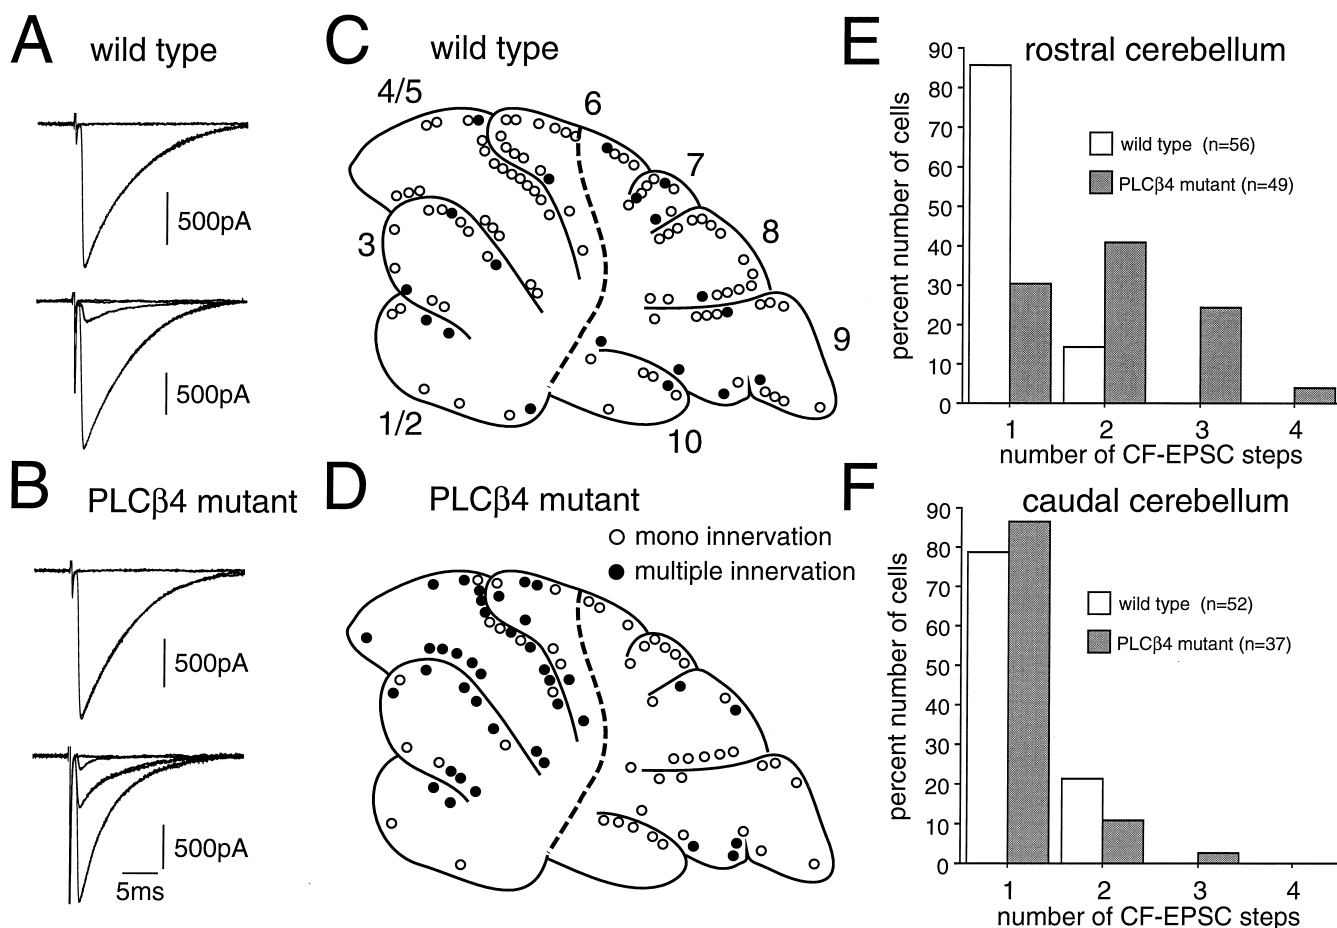 A
wild type
500pA
500pA
B
PLCβ4 mutant
500pA
500pA
5ms
C
wild type
4/5
6
7
3
8
9
1/2
10
D
PLCβ4 mutant
mono innervation
multiple innervation
E
rostral cerebellum
percent number of cells
90
80
70
60
50
40
30
20
10
0
wild type (n=56)
PLCβ4 mutant (n=49)
1 2 3 4
number of CF-EPSC steps
F
caudal cerebellum
percent number of cells
90
80
70
60
50
40
30
20
10
0
wild type (n=52)
PLCβ4 mutant (n=37)
1 2 3 4
number of CF-EPSC steps